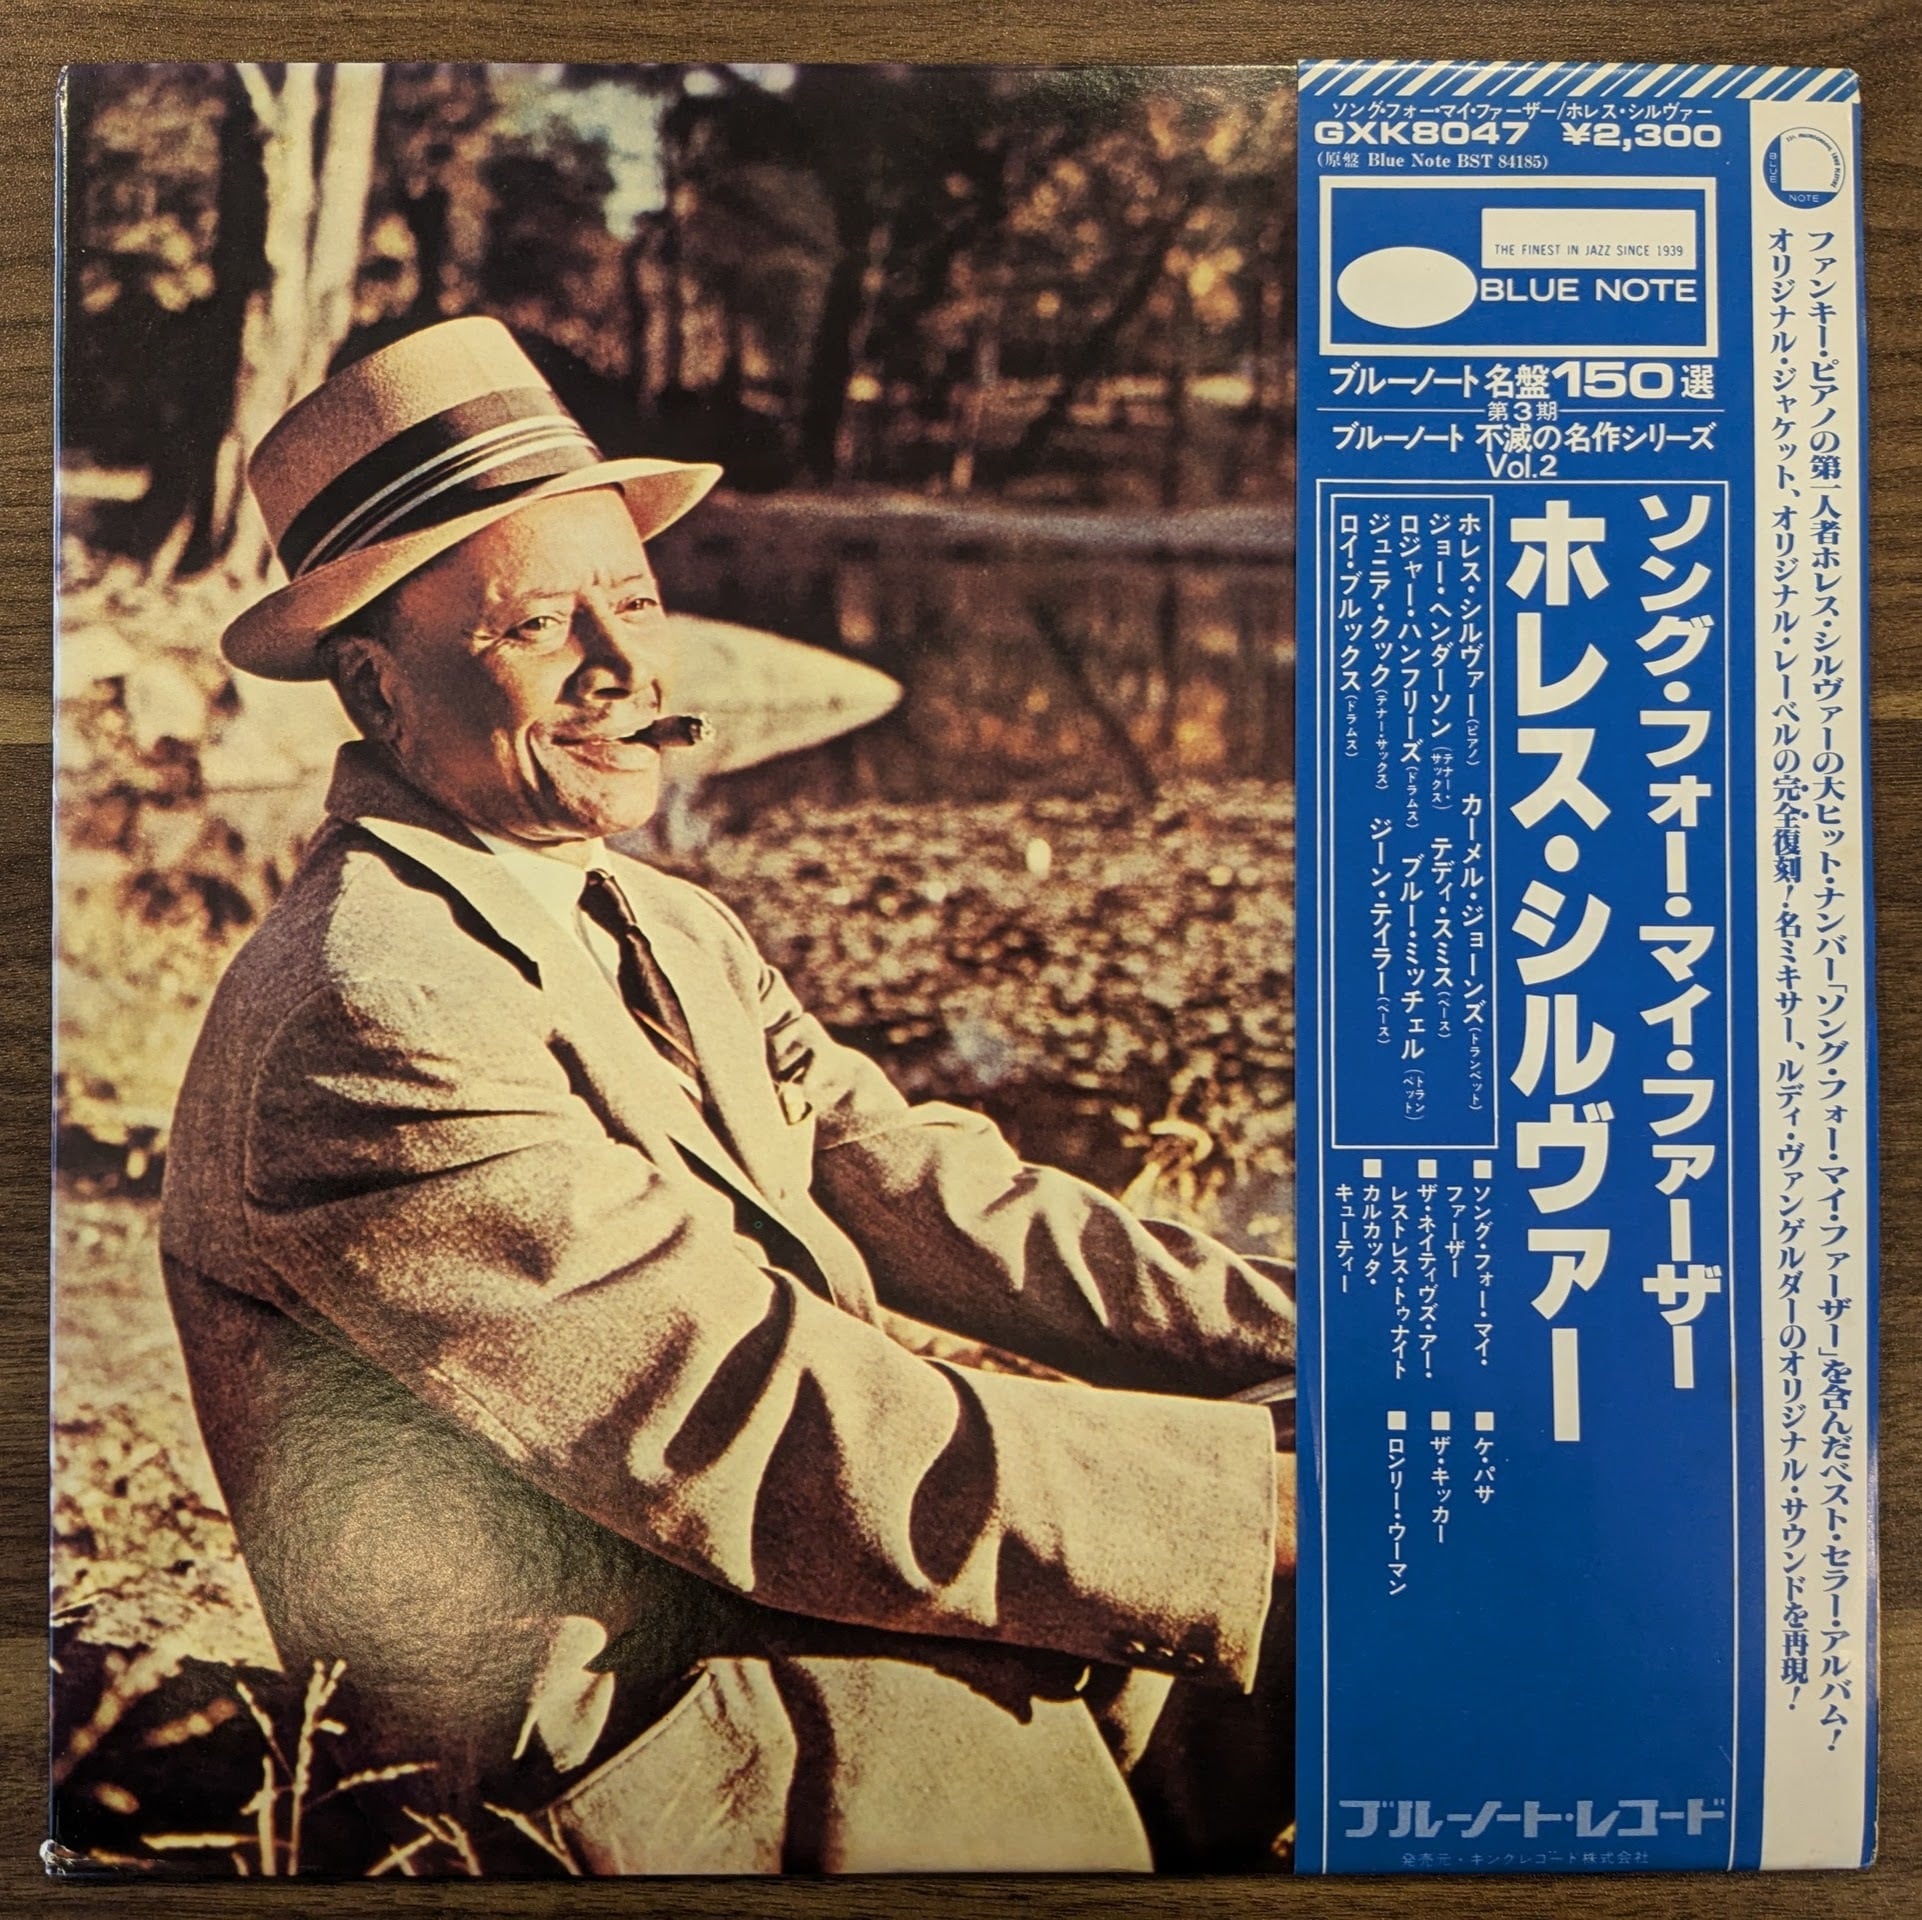 ソング・フォー・マイ・ファーザー/ホレス・シルヴァー
GXK8047 ¥2,300
(原盤 Blue Note BST 84185)
THE FINEST IN JAZZ SINCE 1939
BLUE NOTE
ブルーノート名盤150選
第3期
ブルーノート 不滅の名作シリーズ
Vol.2
ソング・フォー・マイ・ファーザー
ホレス・シルヴァー
ホレス・シルヴァー(ピアノ) カーメル・ジョーンズ(トランペット)
ジョー・ヘンダーソン(テナー・サックス) テディ・スミス(ベース)
ロジャー・ハンフリーズ(ドラムス) ブルー・ミッチェル(トランペット)
ジュニア・クック(テナー・サックス) ジーン・テイラー(ベース)
ロイ・ブルックス(ドラムス)
■ソング・フォー・マイ・
ファーザー
■ザ・ネイティヴズ・アー・
レストレス・トゥナイト
■カルカッタ・
キューティー
■ケ・パサ
■ザ・キッカー
■ロンリー・ウーマン
ブルーノート・レコード
発売元・キングレコード株式会社
BLUE
NOTE
ファンキー・ピアノの第一人者ホレス・シルヴァーの大ヒット・ナンバー「ソング・フォー・マイ・ファーザー」を含んだベスト・セラー・アルバム!
オリジナル・ジャケット、オリジナル・レーベルの完全復刻!名ミキサー、ルディ・ヴァンゲルダーのオリジナル・サウンドを再現!